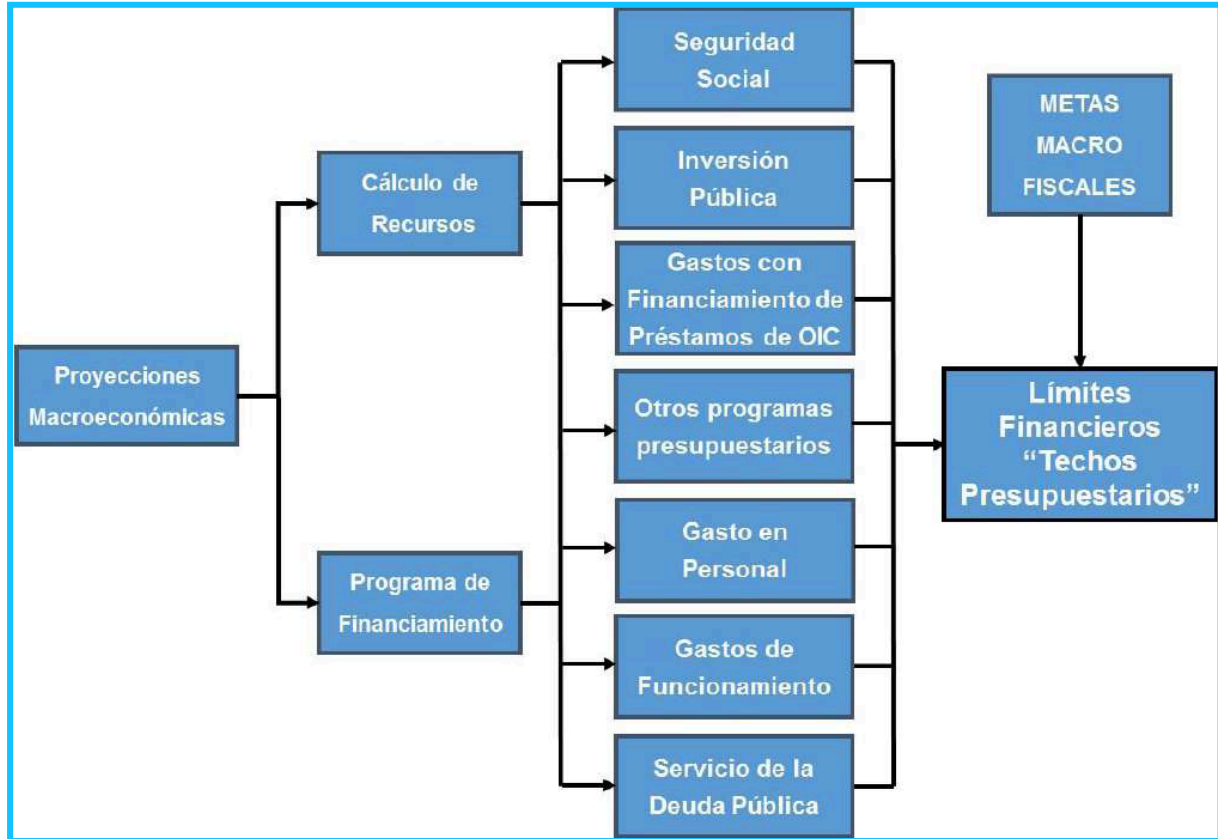 Proyecciones
Macroeconómicas
Cálculo de
Recursos
Programa de
Financiamiento
Seguridad
Social
Inversión
Pública
Gastos con
Financiamiento de
Préstamos de OIC
Otros programas
presupuestarios
Gasto en
Personal
Gastos de
Funcionamiento
Servicio de la
Deuda Pública
METAS
MACRO
FISCALES
Límites
Financieros
“Techos
Presupuestarios”